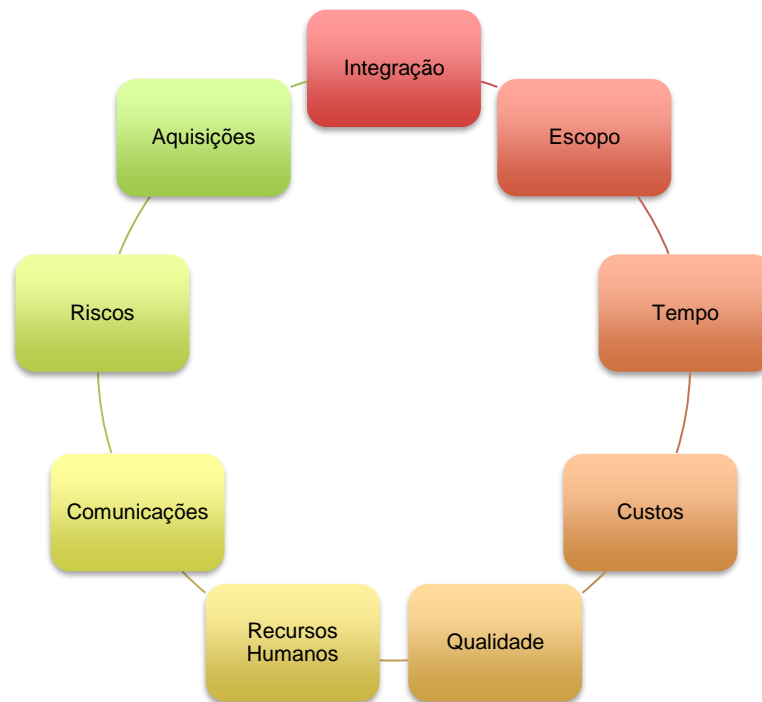 Integração
Escopo
Tempo
Custos
Qualidade
Recursos
Humanos
Comunicações
Riscos
Aquisições